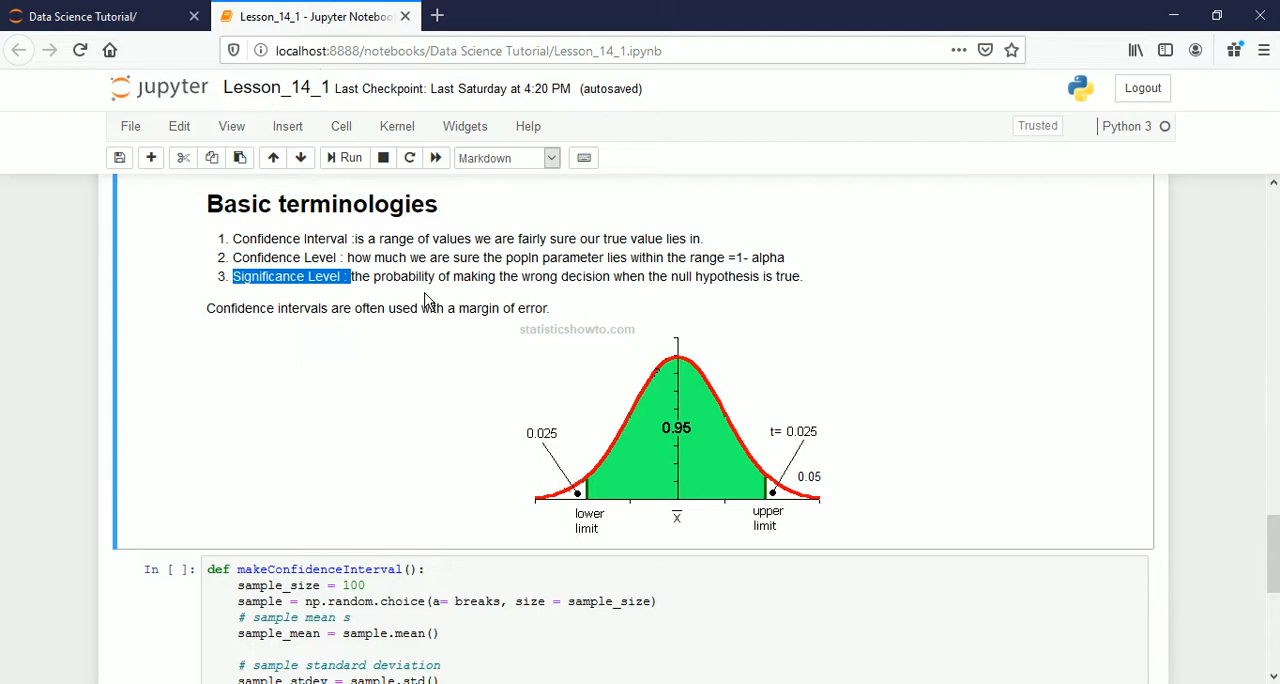 Data Science Tutorial/
Lesson_14_1 - Jupyter Noteboo
localhost:8888/notebooks/Data Science Tutorial/Lesson_14_1.ipynb
jupyter Lesson_14_1 Last Checkpoint: Last Saturday at 4:20 PM (autosaved)
Logout
File Edit View Insert Cell Kernel Widgets Help
Trusted Python 3
Run
Markdown
Basic terminologies
1. Confidence Interval :is a range of values we are fairly sure our true value lies in.
2. Confidence Level : how much we are sure the popln parameter lies within the range =1- alpha
3. Significance Level : the probability of making the wrong decision when the null hypothesis is true.
Confidence intervals are often used with a margin of error.
statisticshowto.com
0.95
0.025
t= 0.025
0.05
lower
limit
x
upper
limit
In [ ]: def makeConfidenceInterval():
sample_size = 100
sample = np.random.choice(a= breaks, size = sample_size)
# sample mean s
sample_mean = sample.mean()
# sample standard deviation
sample_stdev = sample.std()